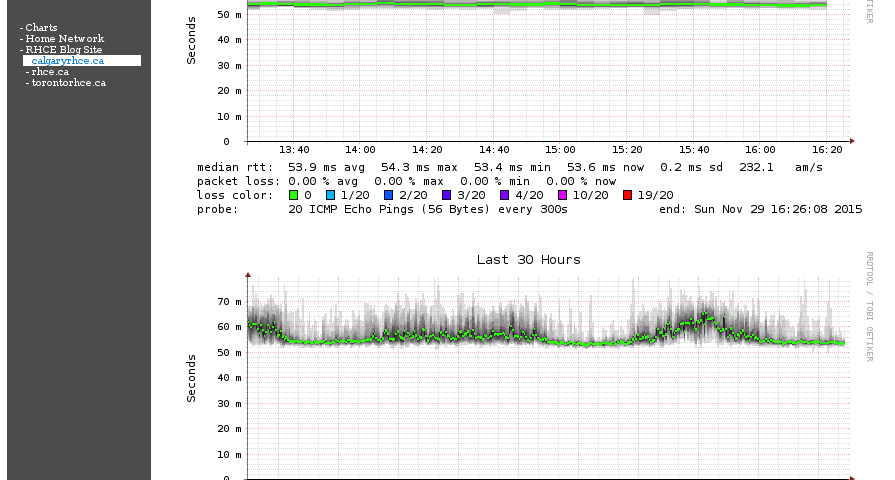 - Charts
- Home Network
- RHCE Blog Site
calgaryrhce.ca
- rhce.ca
- torontorhce.ca
Seconds
50 m
40 m
30 m
20 m
10 m
0
13:40 14:00 14:20 14:40 15:00 15:20 15:40 16:00 16:20
median rtt: 53.9 ms avg 54.3 ms max 53.4 ms min 53.6 ms now 0.2 ms sd 232.1 am/s
packet loss: 0.00 % avg 0.00 % max 0.00 % min 0.00 % now
loss color: 0 1/20 2/20 3/20 4/20 10/20 19/20
probe: 20 ICMP Echo Pings (56 Bytes) every 300s end: Sun Nov 29 16:26:08 2015
Last 30 Hours
RRDTOOL / TOBI OETIKER
Seconds
70 m
60 m
50 m
40 m
30 m
20 m
10 m
0